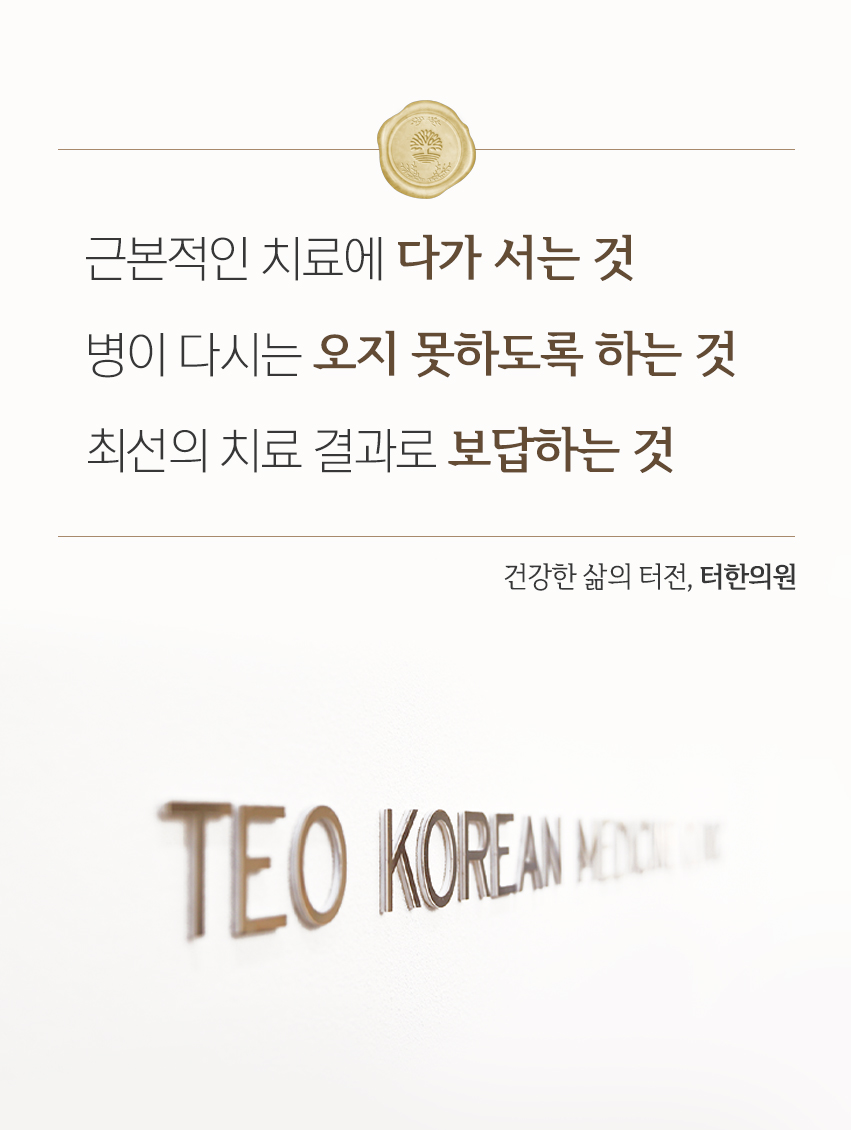 근본적인 치료에 다가 서는 것
병이 다시는 오지 못하도록 하는 것
최선의 치료 결과로 보답하는 것
건강한 삶의 터전, 터한의원
TEO KOREAN MEDICINE